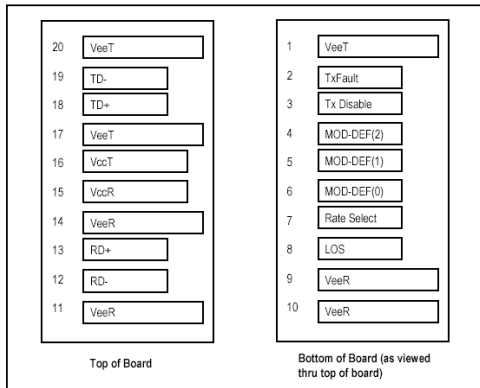 20 VeeT
19 TD-
18 TD+
17 VeeT
16 VccT
15 VccR
14 VeeR
13 RD+
12 RD-
11 VeeR
Top of Board
1 VeeT
2 TxFault
3 Tx Disable
4 MOD-DEF(2)
5 MOD-DEF(1)
6 MOD-DEF(0)
7 Rate Select
8 LOS
9 VeeR
10 VeeR
Bottom of Board (as viewed
thru top of board)